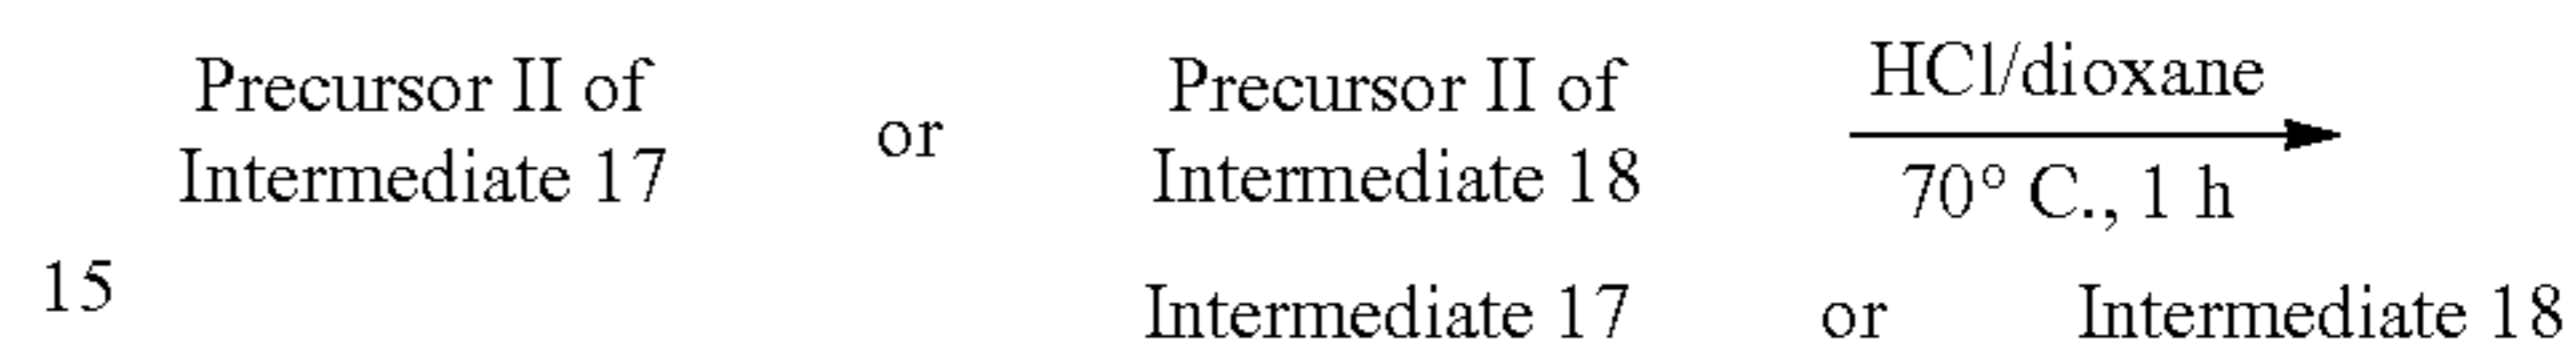 Precursor II of Precursor II of HCl/dioxane
Intermediate 17 or Intermediate 18 70° C., 1 h
15
Intermediate 17 or Intermediate 18